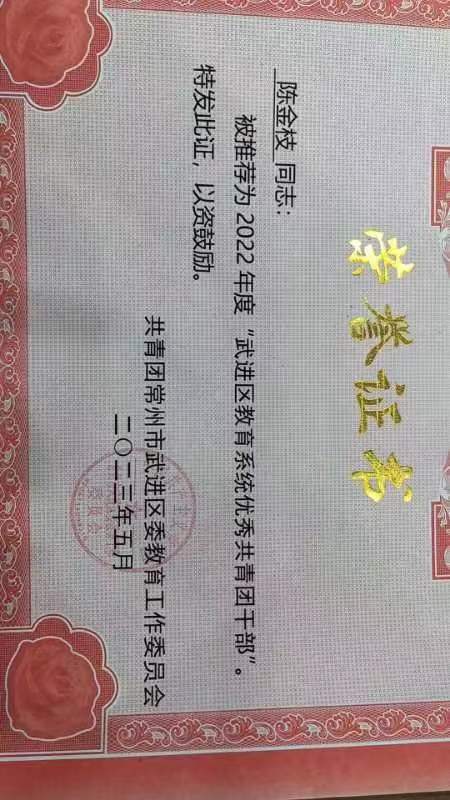 荣誉证书
陈金枝 同志：
被推荐为 2022 年度“武进区教育系统优秀共青团干部”。
特发此证，以资鼓励。
共青团常州市武进区委教育工作委员会
二〇二三年五月